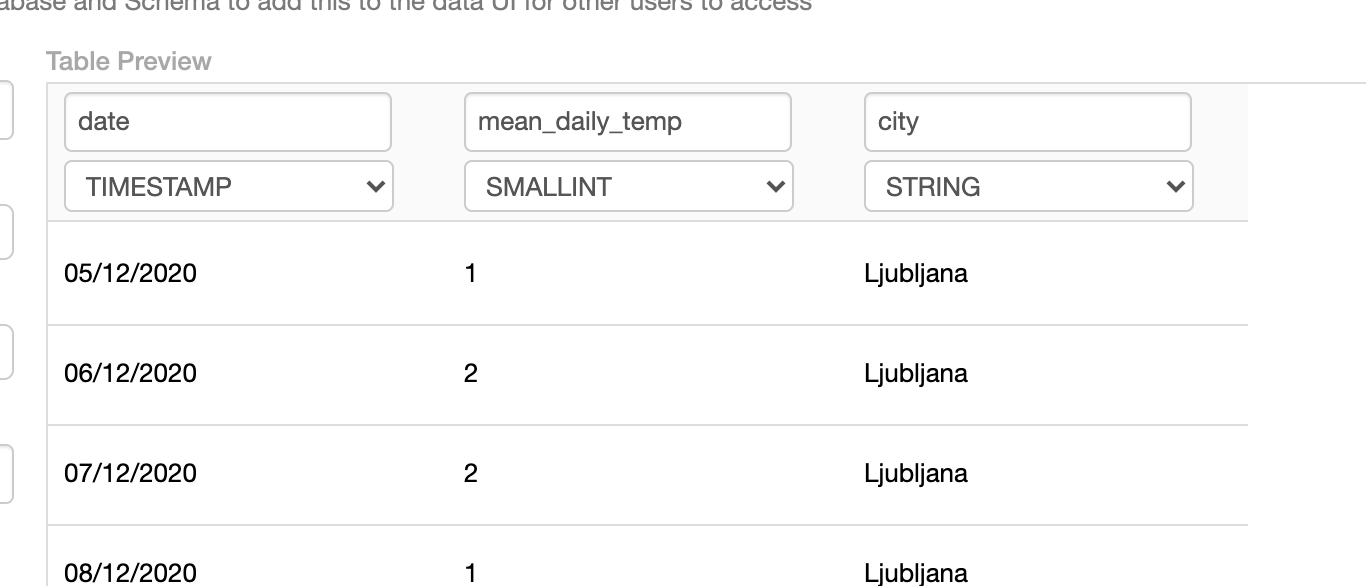 and Schema to add this to the data UI for other users to access
Table Preview
date mean_daily_temp city
TIMESTAMP SMALLINT STRING
05/12/2020 1 Ljubljana
06/12/2020 2 Ljubljana
07/12/2020 2 Ljubljana
08/12/2020 1 Ljubljana